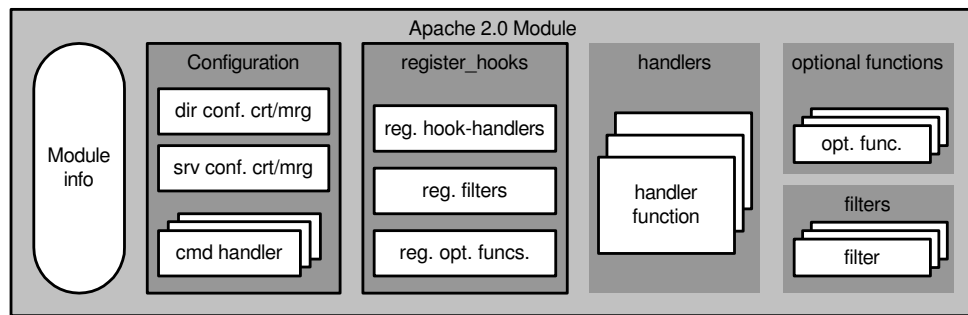 Apache 2.0 Module
Module
info
Configuration
dir conf. crt/mrg
srv conf. crt/mrg
cmd handler
register_hooks
reg. hook-handlers
reg. filters
reg. opt. funcs.
handlers
handler
function
optional functions
opt. func.
filters
filter